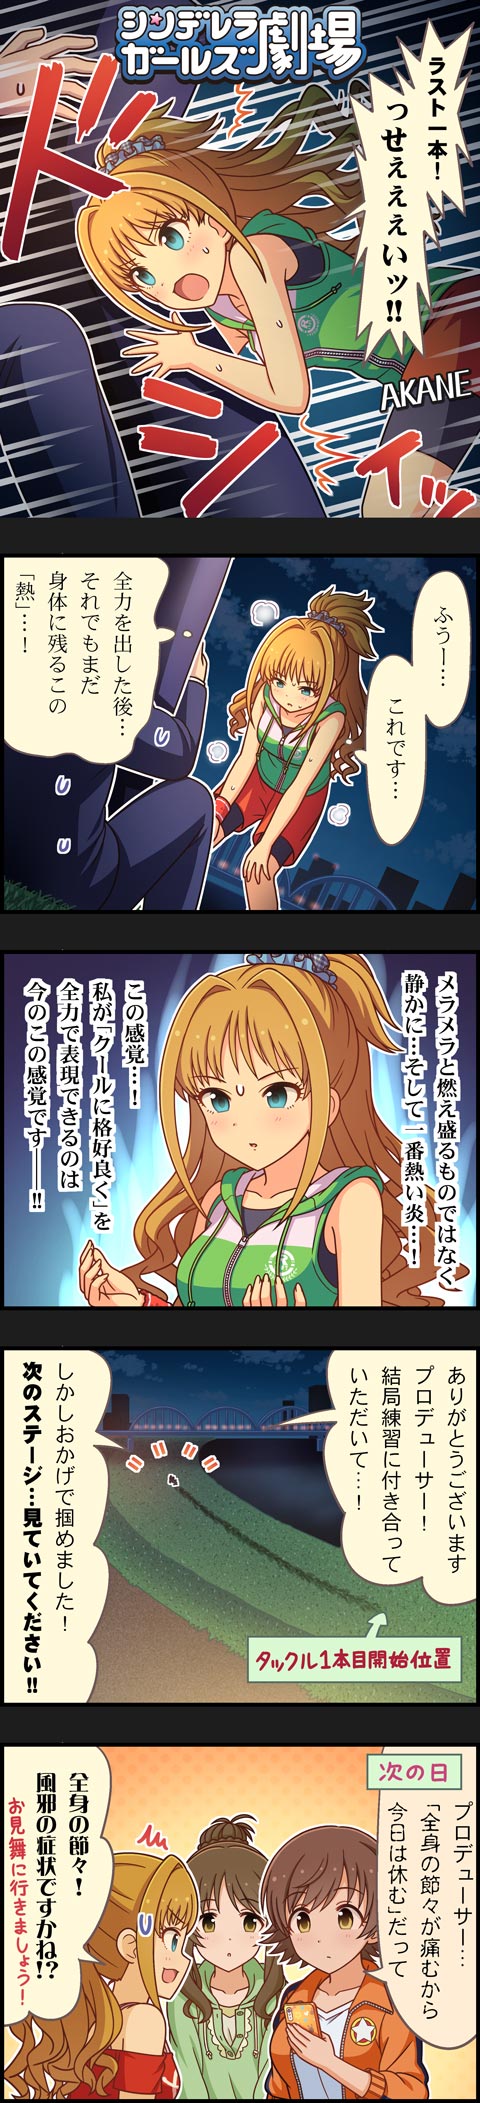 シンデレラ
ガールズ劇場
ラスト一本！
っせぇぇぇいッ!!
ドシィッ
AKANE
ふうー…
これです…
全力を出した後…
それでもまだ
身体に残るこの
「熱」…！
メラメラと燃え盛るものではなく
静かに…そして一番熱い炎…！
この感覚…！
私が「クールに格好良く」を
全力で表現できるのは
今のこの感覚です──!!
ありがとうございます
プロデューサー！
結局練習に付き合って
いただいて…！
タックル1本目開始位置
しかしおかげで掴めました！
次のステージ…見ていてください!!
次の日
プロデューサー…
「全身の節々が痛むから
今日は休む」だって
全身の節々！
風邪の症状ですかね!?
お見舞に行きましょう！